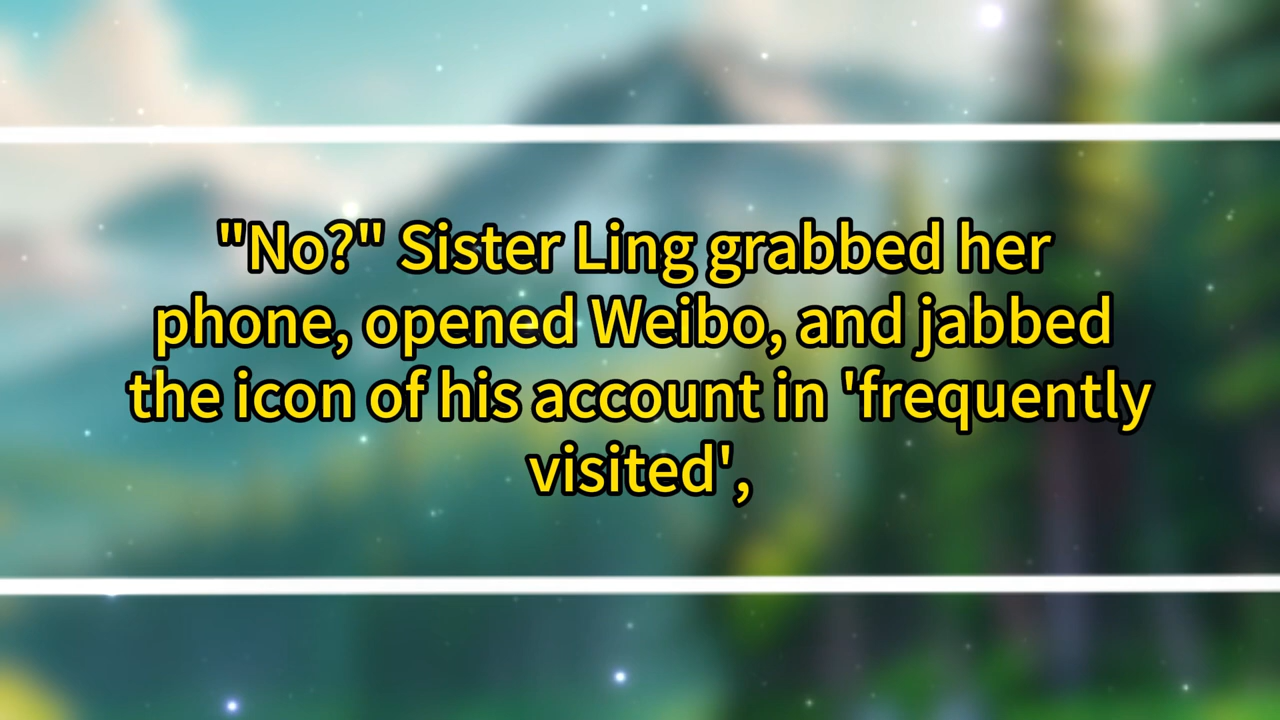 "No?" Sister Ling grabbed her
phone, opened Weibo, and jabbed
the icon of his account in 'frequently
visited',